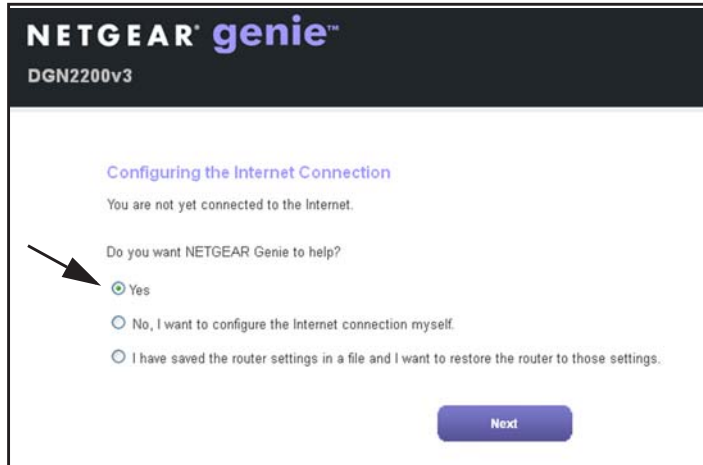 NETGEAR® genie™
DGN2200v3
Configuring the Internet Connection
You are not yet connected to the Internet.
Do you want NETGEAR Genie to help?
Yes
No, I want to configure the Internet connection myself.
I have saved the router settings in a file and I want to restore the router to those settings.
Next